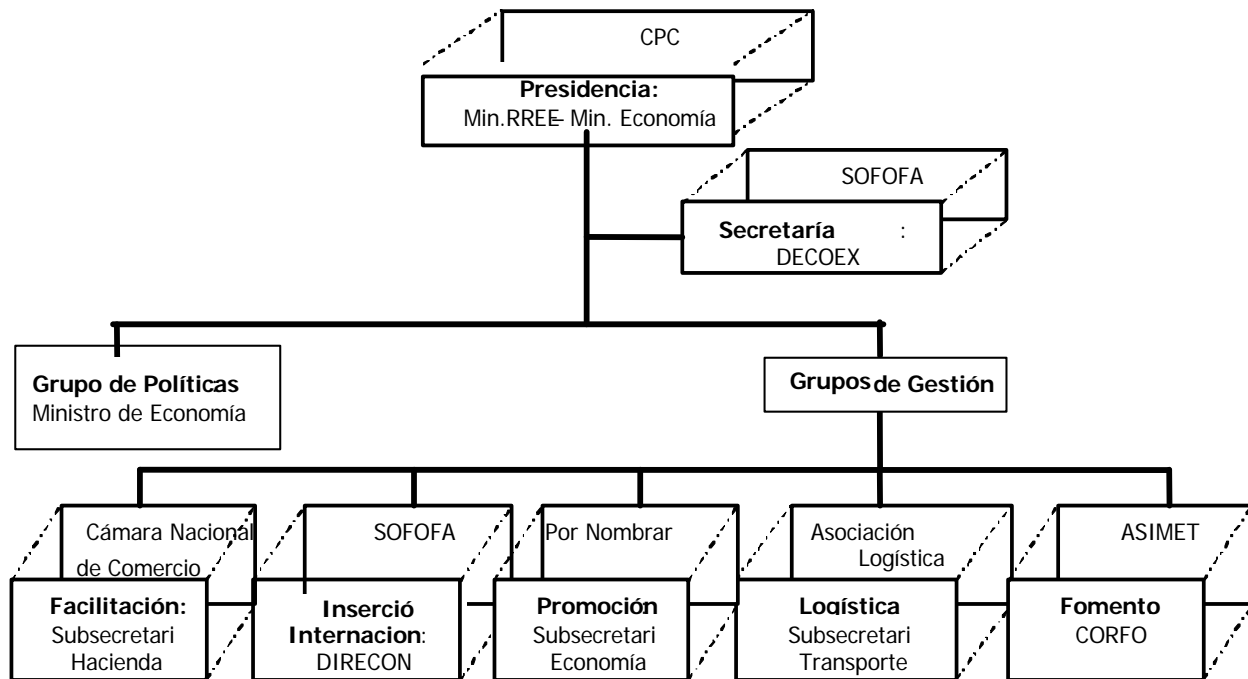 CPC
Presidencia:
Min.RREE– Min. Economía
SOFOFA
Secretaría :
DECOEX
Grupo de Políticas
Ministro de Economía
Grupos de Gestión
Cámara Nacional
de Comercio
Facilitación:
Subsecretari
Hacienda
SOFOFA
Inserció
Internacion:
DIRECON
Por Nombrar
Promoción
Subsecretari
Economía
Asociación
Logística
Logística
Subsecretari
Transporte
ASIMET
Fomento
CORFO